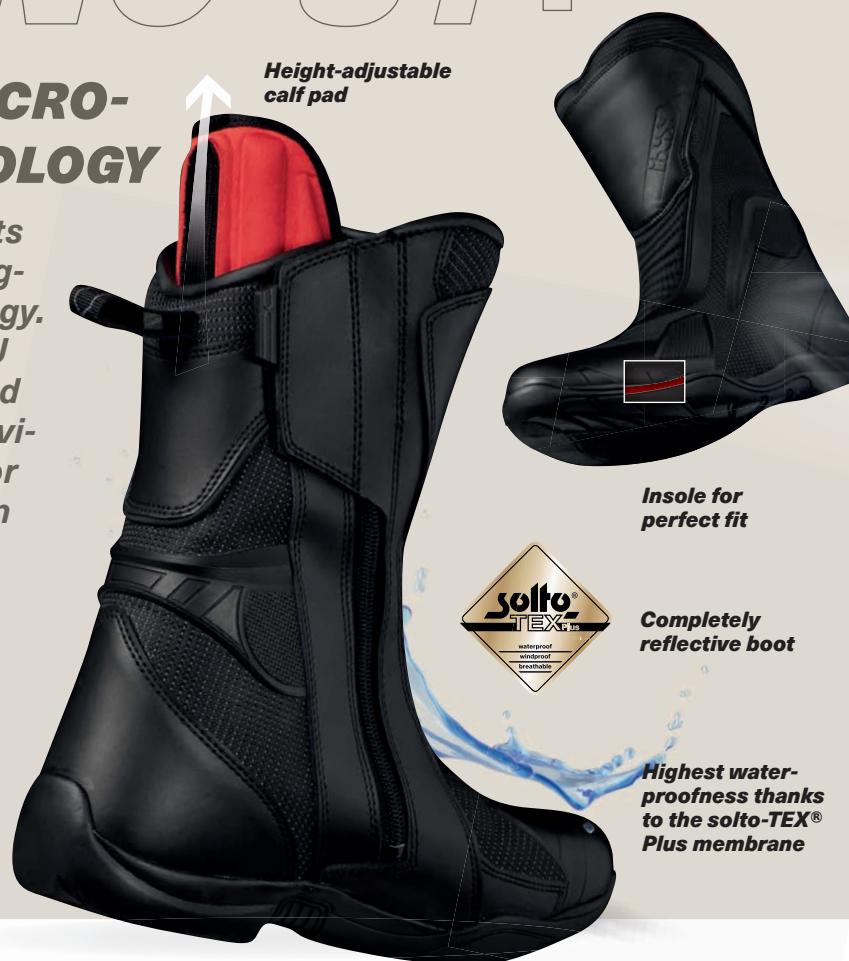 CRO-
OLOGY
ts
g-
gy.
d
vi-
or
n
Height-adjustable
calf pad
ixs
Insole for
perfect fit
solto®
TEX Plus
waterproof
windproof
breathable
Completely
reflective boot
Highest water-
proofness thanks
to the solto-TEX®
Plus membrane